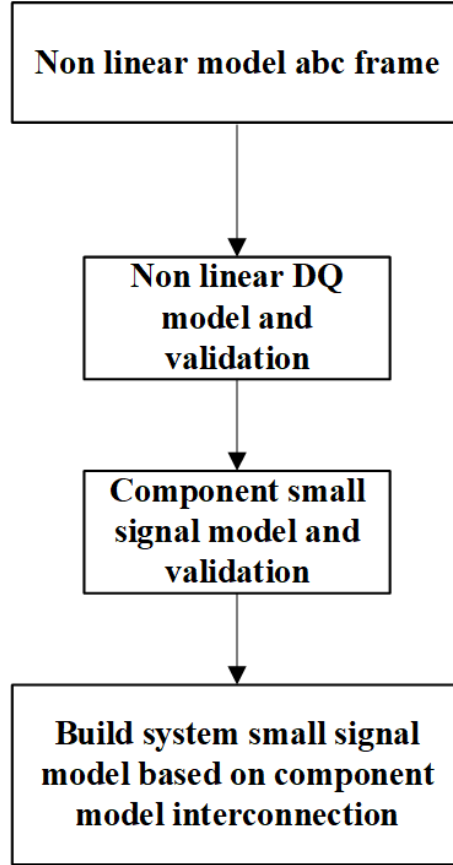 Non linear model abc frame
Non linear DQ
model and
validation
Component small
signal model and
validation
Build system small signal
model based on component
model interconnection